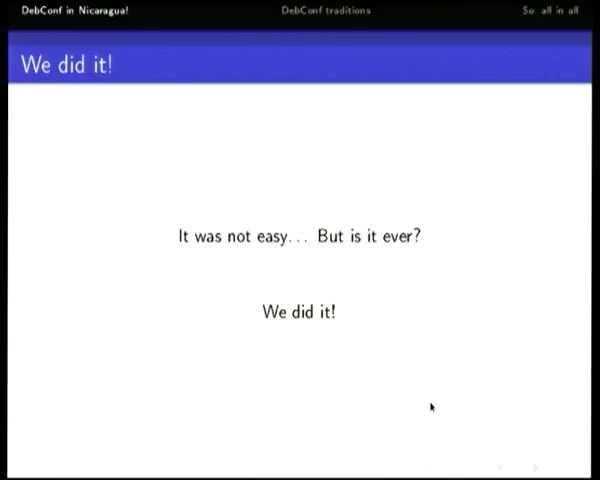 DebConf in Nicaragua! DebConf traditions So all in all
We did it!
It was not easy... But is it ever?
We did it!